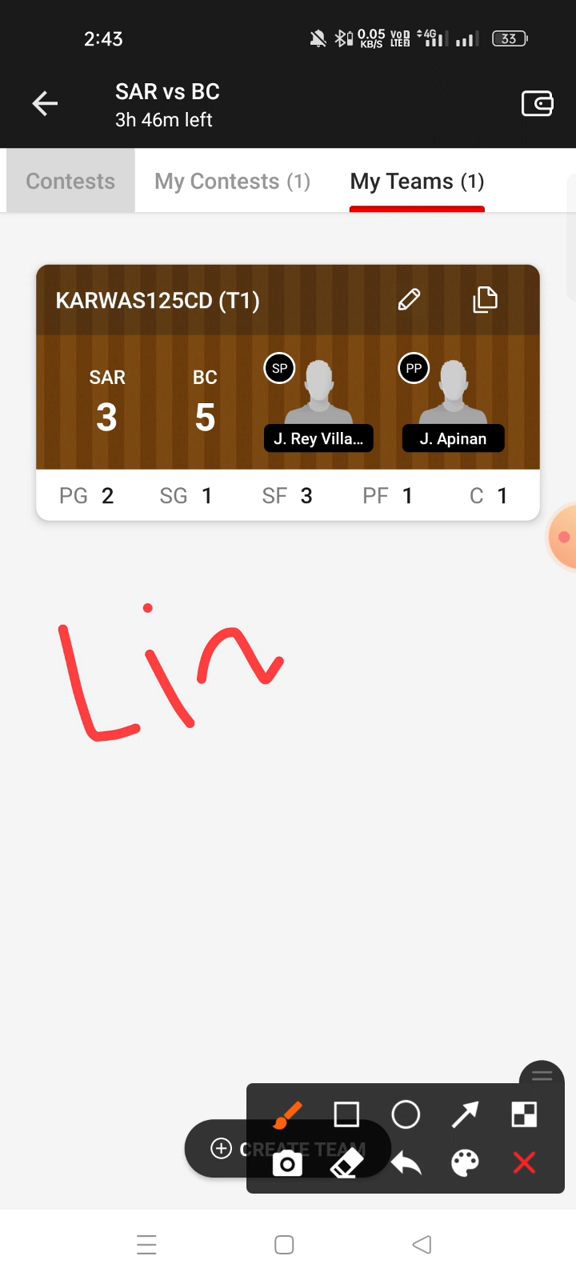 2:43 0.05 KB/S VoD LTE2 4G 33
SAR vs BC
3h 46m left
Contests My Contests (1) My Teams (1)
KARWAS125CD (T1)
SP PP
SAR BC
3 5
J. Rey Villa... J. Apinan
PG 2 SG 1 SF 3 PF 1 C 1
Lin
CREATE TEAM